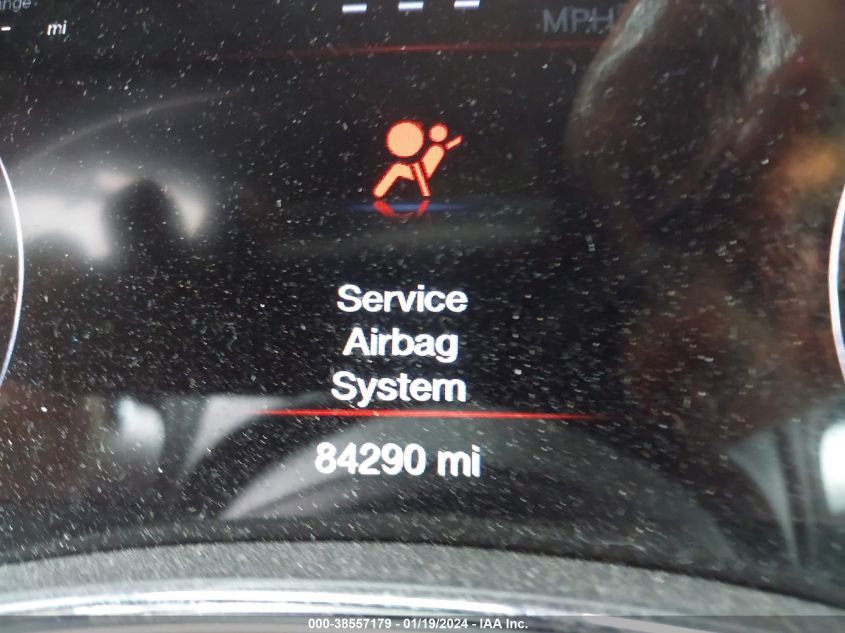 - - -
MPH
- mi
Service
Airbag
System
84290 mi
000-38557179 - 01/19/2024 - IAA Inc.